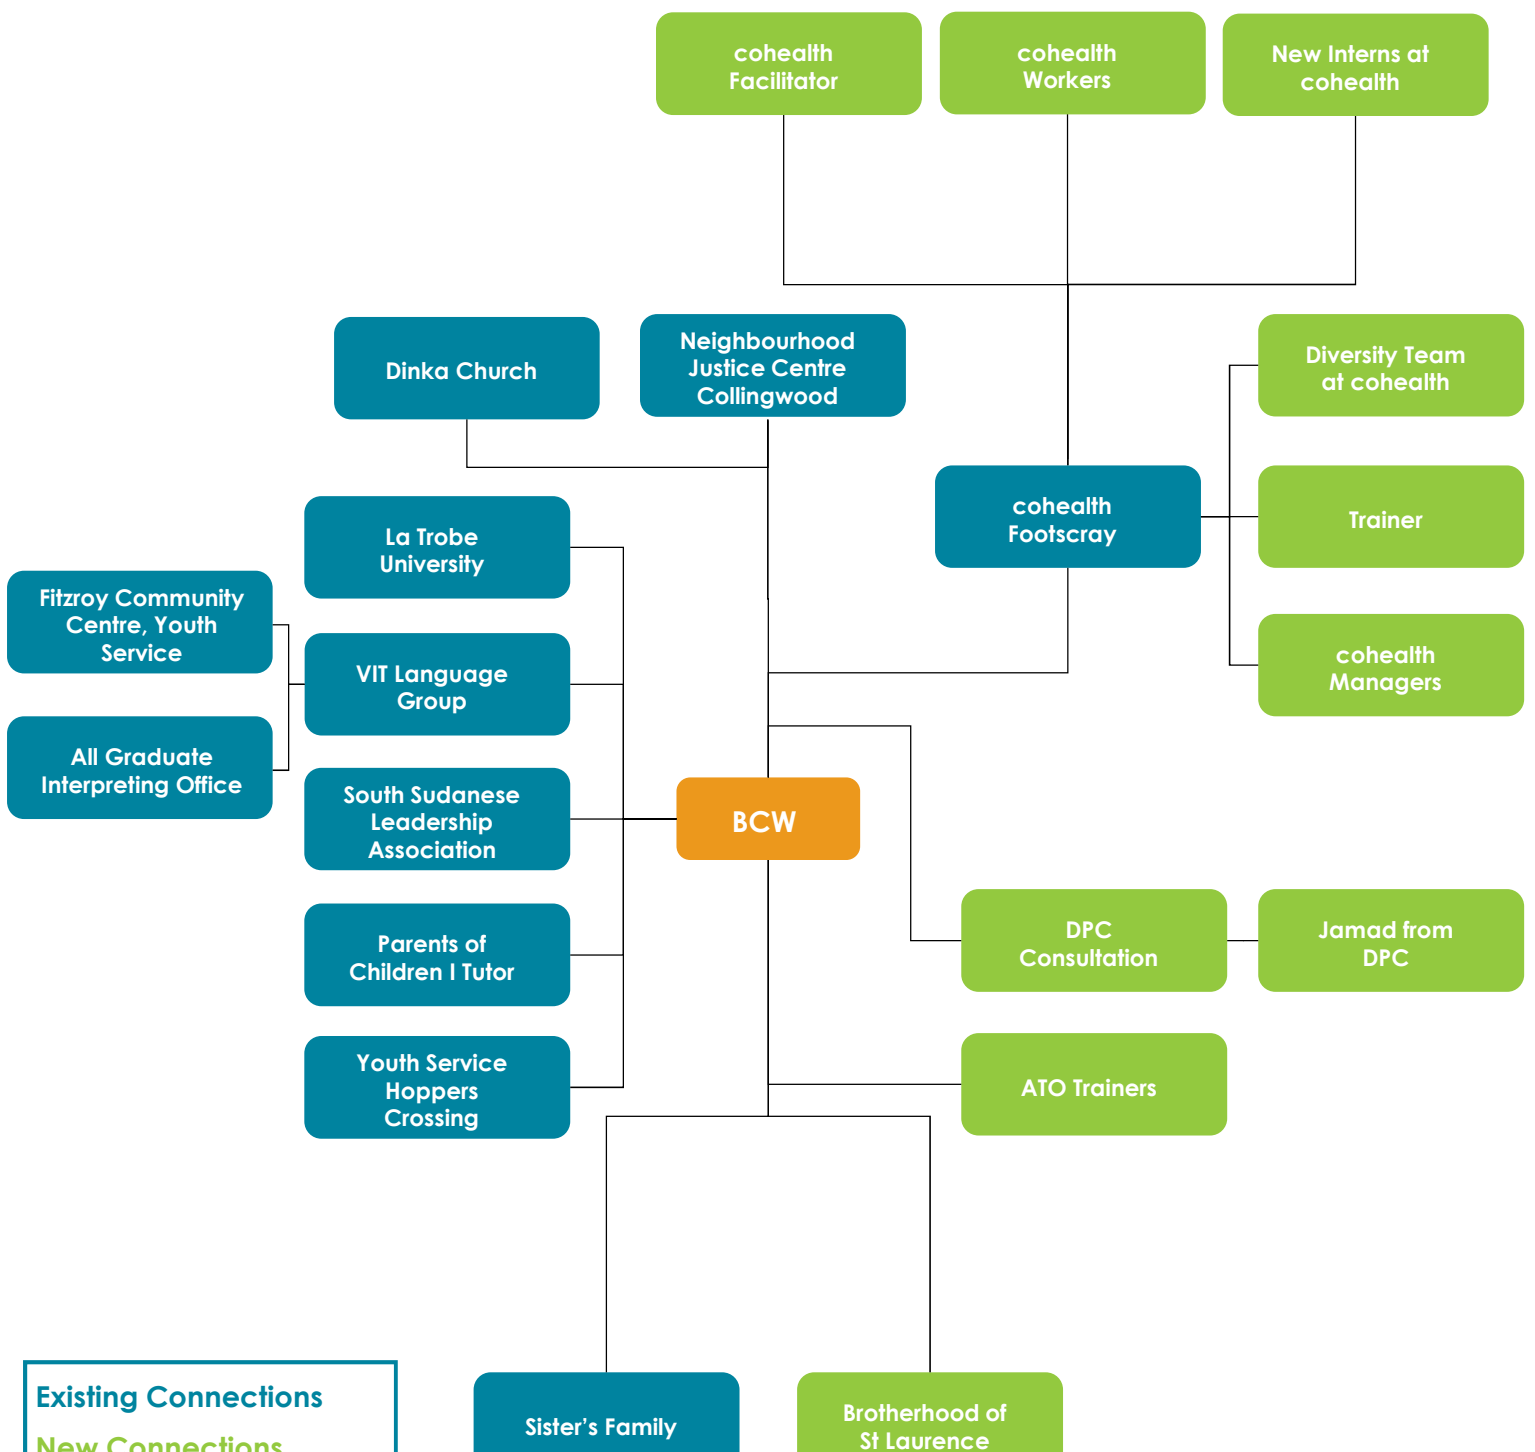 cohealth
Facilitator
cohealth
Workers
New Interns at
cohealth
Dinka Church
Neighbourhood
Justice Centre
Collingwood
Diversity Team
at cohealth
cohealth
Footscray
Trainer
La Trobe
University
Fitzroy Community
Centre, Youth
Service
VIT Language
Group
cohealth
Managers
All Graduate
Interpreting Office
South Sudanese
Leadership
Association
BCW
Parents of
Children I Tutor
DPC
Consultation
Jamad from
DPC
Youth Service
Hoppers
Crossing
ATO Trainers
Existing Connections
New Connections
Sister's Family
Brotherhood of
St Laurence